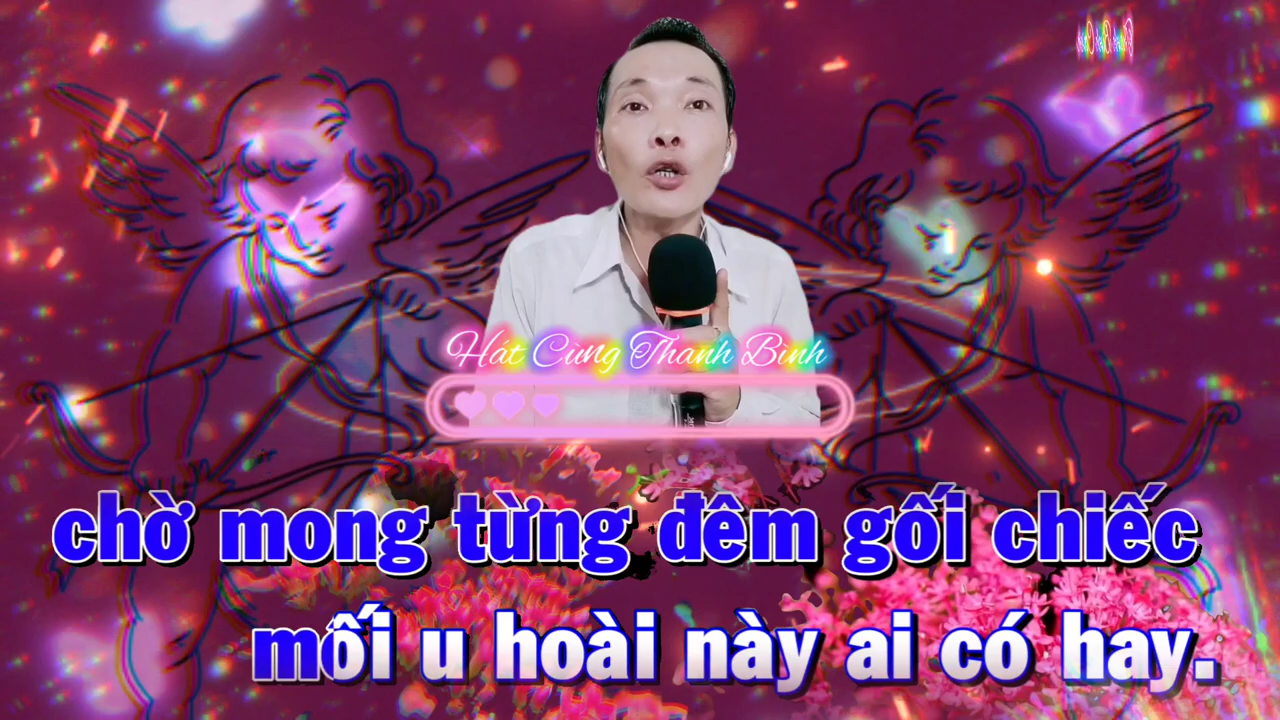 Hát Cùng Thanh Bình
chờ mong từng đêm gối chiếc
mối u hoài này ai có hay.